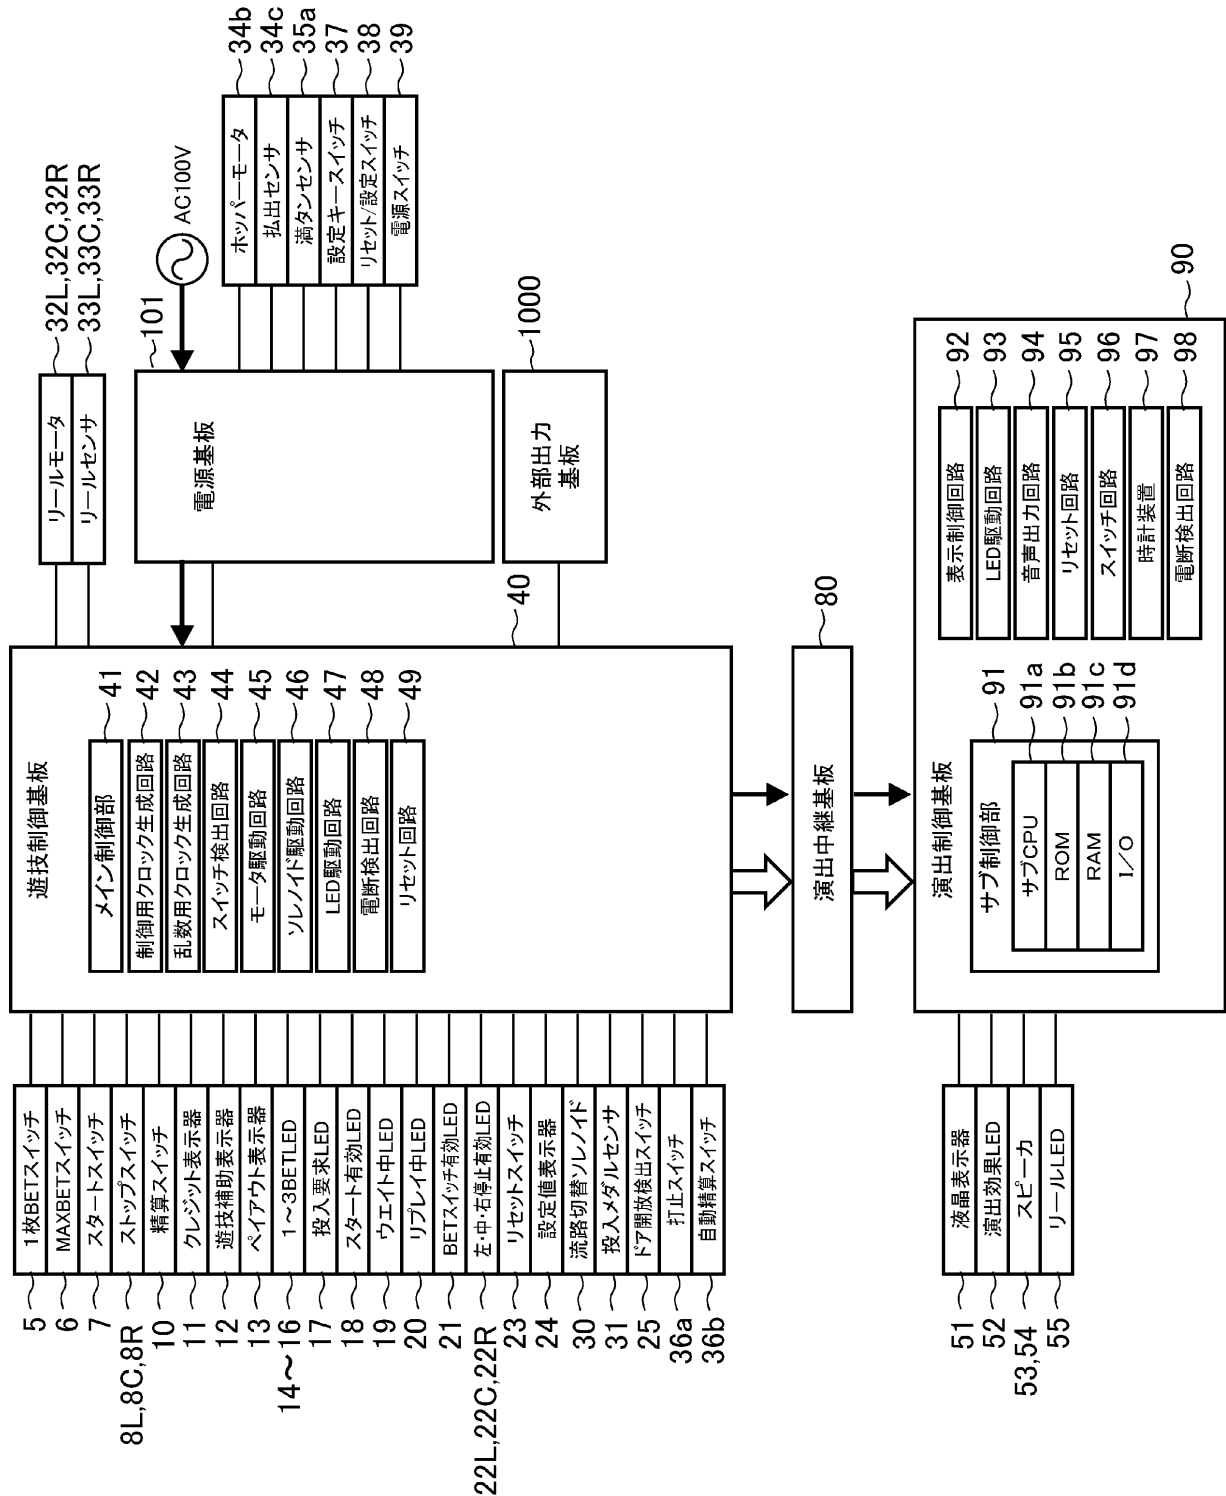 1枚BETスイッチ 5
MAXBETスイッチ 6
スタートスイッチ 7
ストップスイッチ 8L,8C,8R
精算スイッチ 10
クレジット表示器 11
遊技補助表示器 12
ペイアウト表示器 13
1～3BETLED 14～16
投入要求LED 17
スタート有効LED 18
ウエイト中LED 19
リプレイ中LED 20
BETスイッチ有効LED 21
左・中・右停止有効LED 22L,22C,22R
リセットスイッチ 23
設定値表示器 24
流路切替ソレノイド 30
投入メダルセンサ 31
ドア開放検出スイッチ 25
打止スイッチ 36a
自動精算スイッチ 36b
遊技制御基板 40
メイン制御部 41
制御用クロック生成回路 42
乱数用クロック生成回路 43
スイッチ検出回路 44
モータ駆動回路 45
ソレノイド駆動回路 46
LED駆動回路 47
電断検出回路 48
リセット回路 49
リールモータ 32L,32C,32R
リールセンサ 33L,33C,33R
電源基板 101
AC100V
ホッパーモータ 34b
払出センサ 34c
満タンセンサ 35a
設定キースイッチ 37
リセット/設定スイッチ 38
電源スイッチ 39
外部出力
基板 1000
演出中継基板 80
演出制御基板 90
サブ制御部 91
サブCPU 91a
ROM 91b
RAM 91c
I/O 91d
表示制御回路 92
LED駆動回路 93
音声出力回路 94
リセット回路 95
スイッチ回路 96
時計装置 97
電断検出回路 98
液晶表示器 51
演出効果LED 52
スピーカ 53,54
リールLED 55